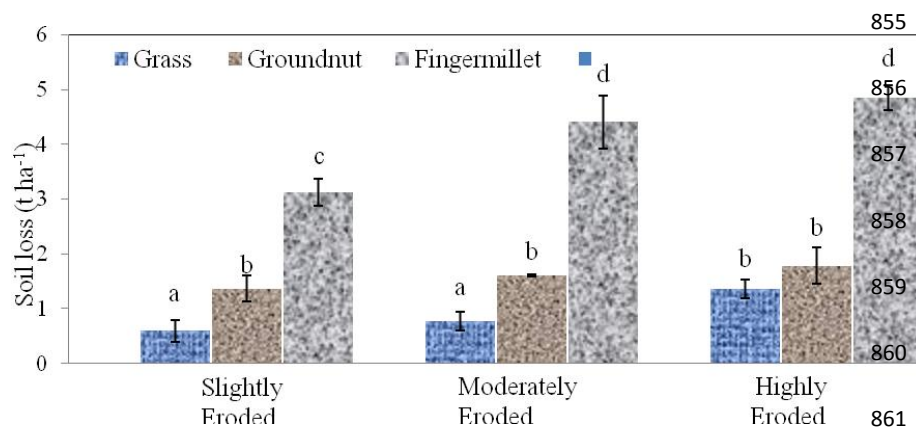 855
6
Grass Groundnut Fingermillet
d d
5 856
4 857
c
3
858
2
b b b b
859
1 a a
0 860
Soil loss (t ha⁻¹)
Slightly Moderately Highly
Eroded Eroded Eroded
861